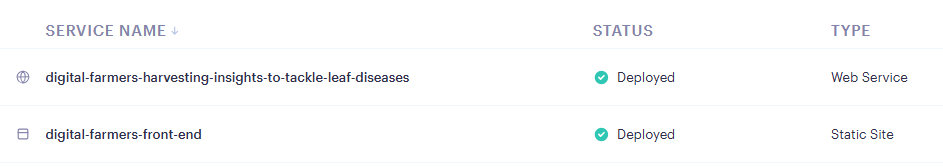 SERVICE NAME ↓ STATUS TYPE
digital-farmers-harvesting-insights-to-tackle-leaf-diseases Deployed Web Service
digital-farmers-front-end Deployed Static Site